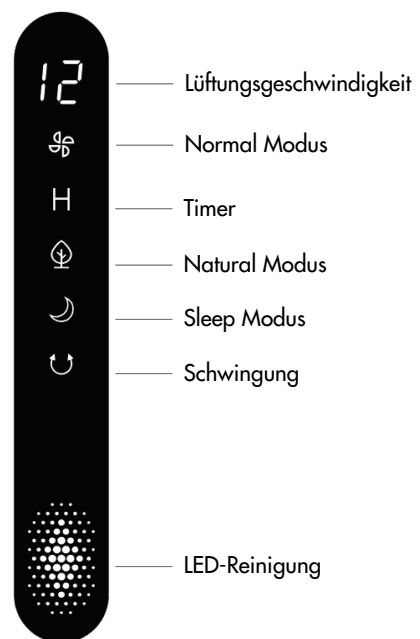 12
Lüftungsgeschwindigkeit
Normal Modus
H
Timer
Natural Modus
Sleep Modus
Schwingung
LED-Reinigung